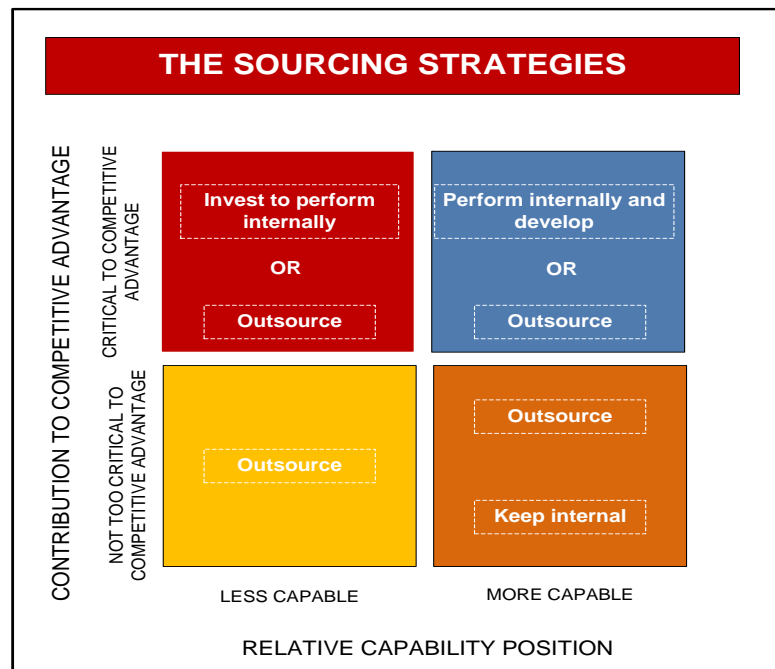 THE SOURCING STRATEGIES
CONTRIBUTION TO COMPETITIVE ADVANTAGE
CRITICAL TO COMPETITIVE
ADVANTAGE
Invest to perform
internally
OR
Outsource
Perform internally and
develop
OR
Outsource
NOT TOO CRITICAL TO
COMPETITIVE ADVANTAGE
Outsource
Outsource
Keep internal
LESS CAPABLE
MORE CAPABLE
RELATIVE CAPABILITY POSITION